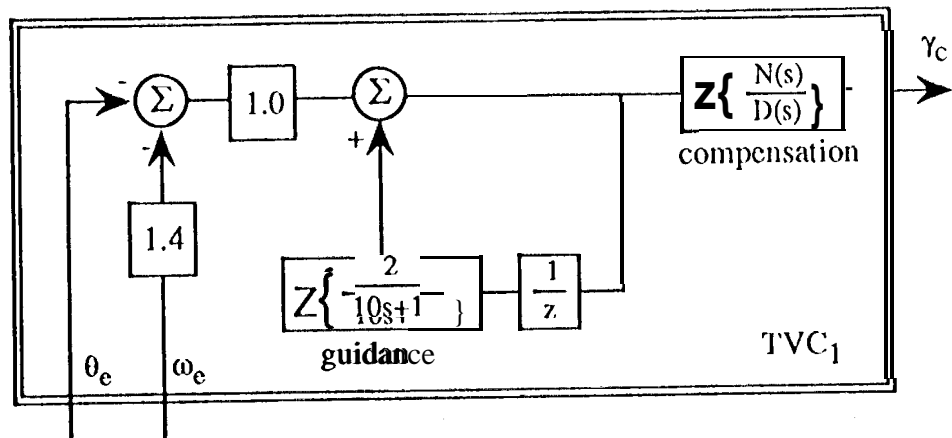 γc
-
Σ
1.0
Σ
Z{ N(s)
D(s) }
compensation
-
+
1.4
Z{ 2
10s+1 }
1
z
guidance
TVC1
θe
ωe